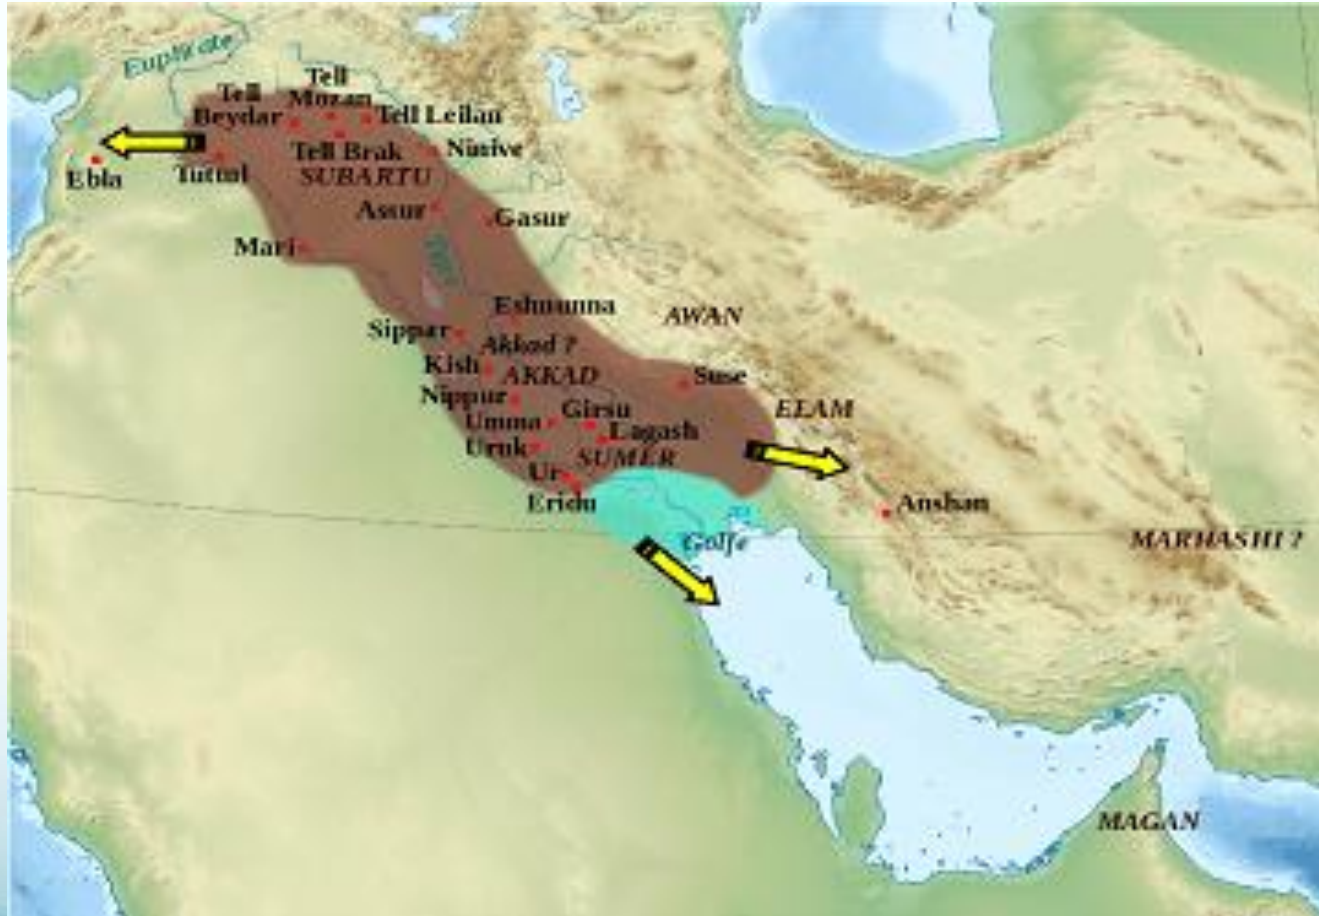 Euphrate
Tell
Mozan
Tell
Beydar
Tell Leilan
Tell Brak
Ninive
SUBARTU
Ebla
Tuttul
Assur
Gasur
Mari
Eshnunna
AWAN
Sippar
Akkad ?
Kish
AKKAD
Suse
Nippur
Girsu
ELAM
Umma
Lagash
Uruk
SUMER
Ur
Eridu
Anshan
Golfe
MARHASHI ?
MAGAN